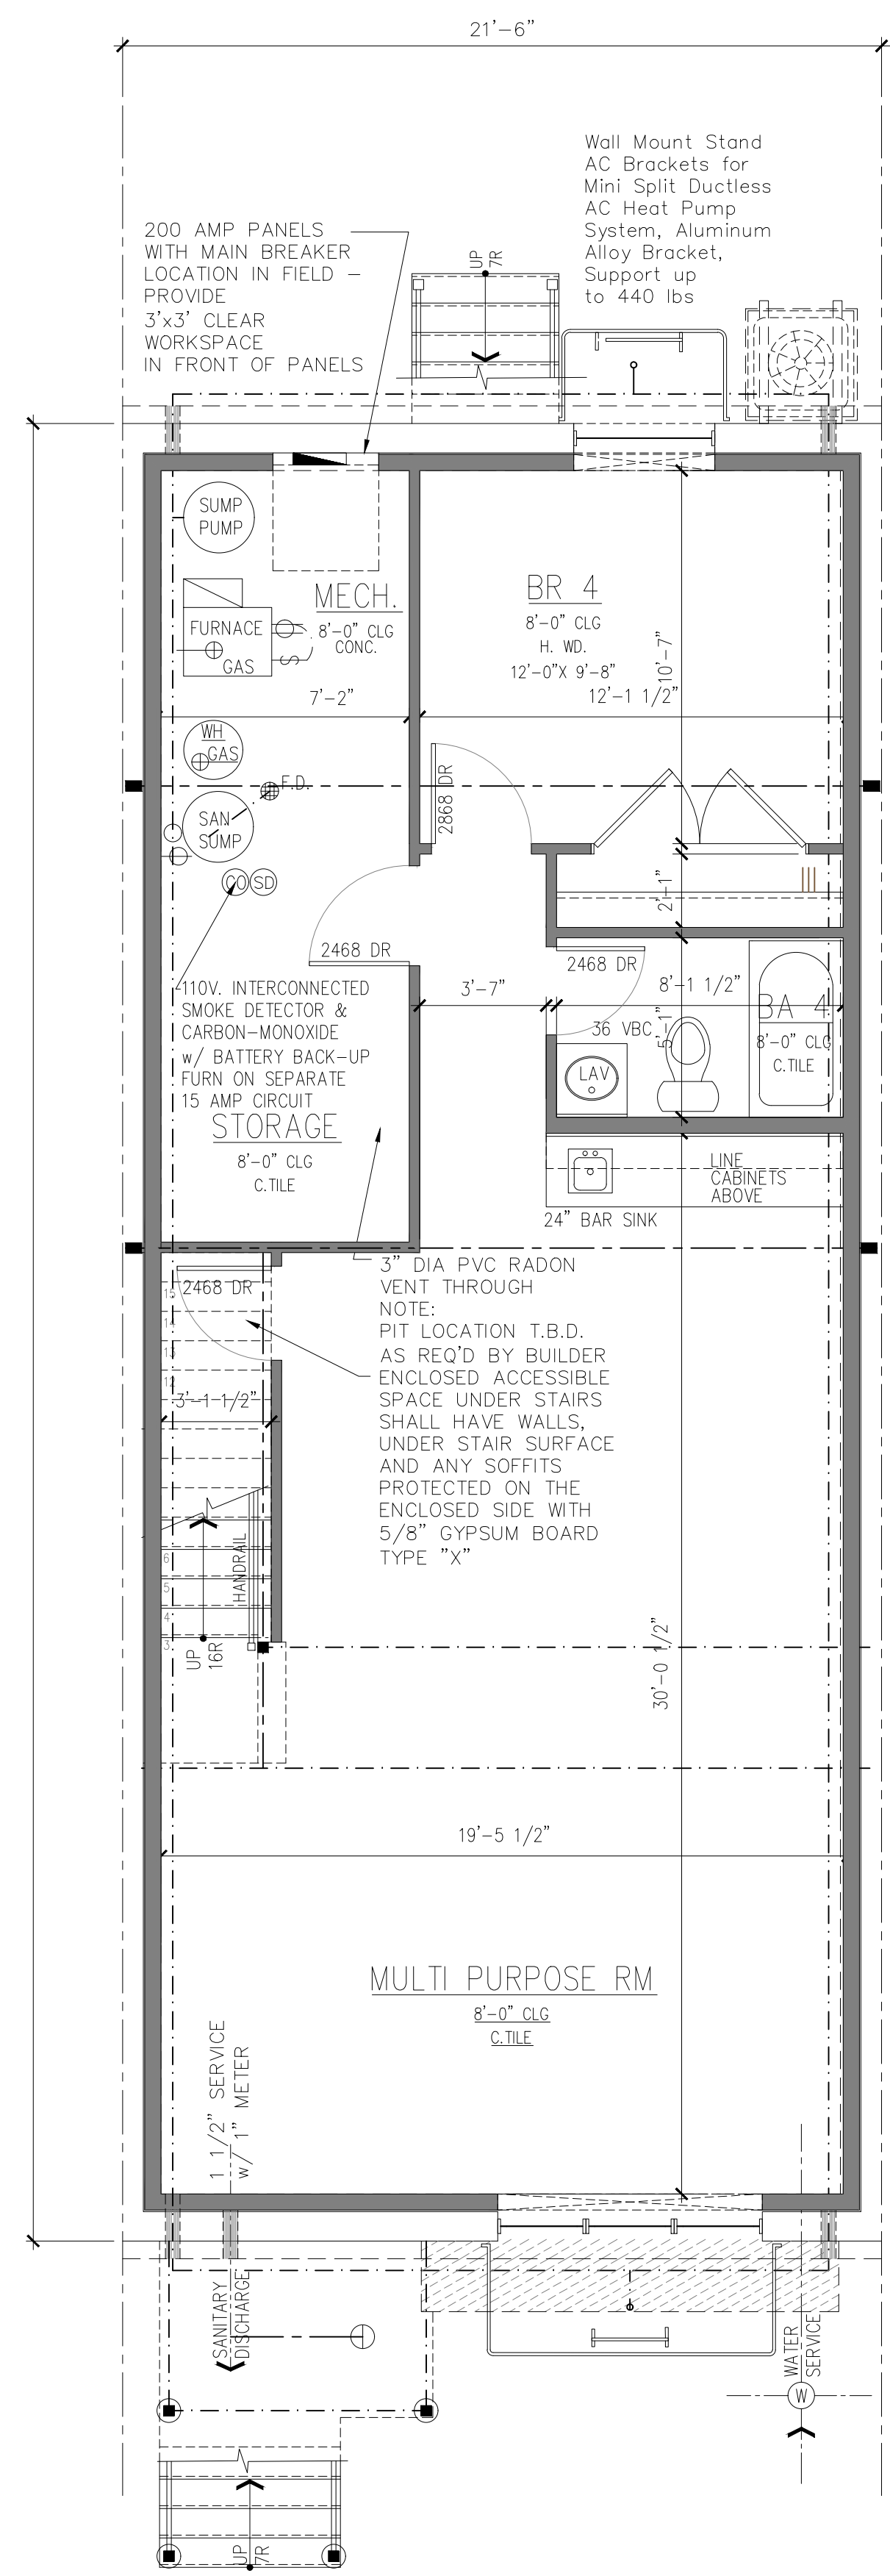 21'-6"
Wall Mount Stand
AC Brackets for
Mini Split Ductless
AC Heat Pump
System, Aluminum
Alloy Bracket,
Support up
to 440 lbs
200 AMP PANELS
WITH MAIN BREAKER
LOCATION IN FIELD -
PROVIDE
3'x3' CLEAR
WORKSPACE
IN FRONT OF PANELS
UP
7R
SUMP
PUMP
MECH.
8'-0" CLG
CONC.
FURNACE
GAS
S
BR 4
8'-0" CLG
H. WD.
12'-0"X 9'-8"
10'-7"
7'-2"
12'-1 1/2"
WH
GAS
F.D.
2868 DR
SAN
SUMP
CO
SD
2'-1"
2468 DR
2468 DR
110V. INTERCONNECTED
SMOKE DETECTOR &
CARBON-MONOXIDE
w/ BATTERY BACK-UP
FURN ON SEPARATE
15 AMP CIRCUIT
3'-7"
8'-1 1/2"
BA 4
8'-0" CLG
C.TILE
36 VBC
5'-1"
LAV
STORAGE
8'-0" CLG
C.TILE
LINE
CABINETS
ABOVE
24" BAR SINK
3" DIA PVC RADON
VENT THROUGH
NOTE:
PIT LOCATION T.B.D.
AS REQ'D BY BUILDER
ENCLOSED ACCESSIBLE
SPACE UNDER STAIRS
SHALL HAVE WALLS,
UNDER STAIR SURFACE
AND ANY SOFFITS
PROTECTED ON THE
ENCLOSED SIDE WITH
5/8" GYPSUM BOARD
TYPE "X"
2468 DR
15
14
13
12
3'-1 1/2"
HANDRAIL
6
5
4
3
UP
16R
30'-0 1/2"
19'-5 1/2"
MULTI PURPOSE RM
8'-0" CLG
C.TILE
1 1/2" SERVICE
w/ 1" METER
SANITARY
DISCHARGE
WATER
SERVICE
W
UP
7R